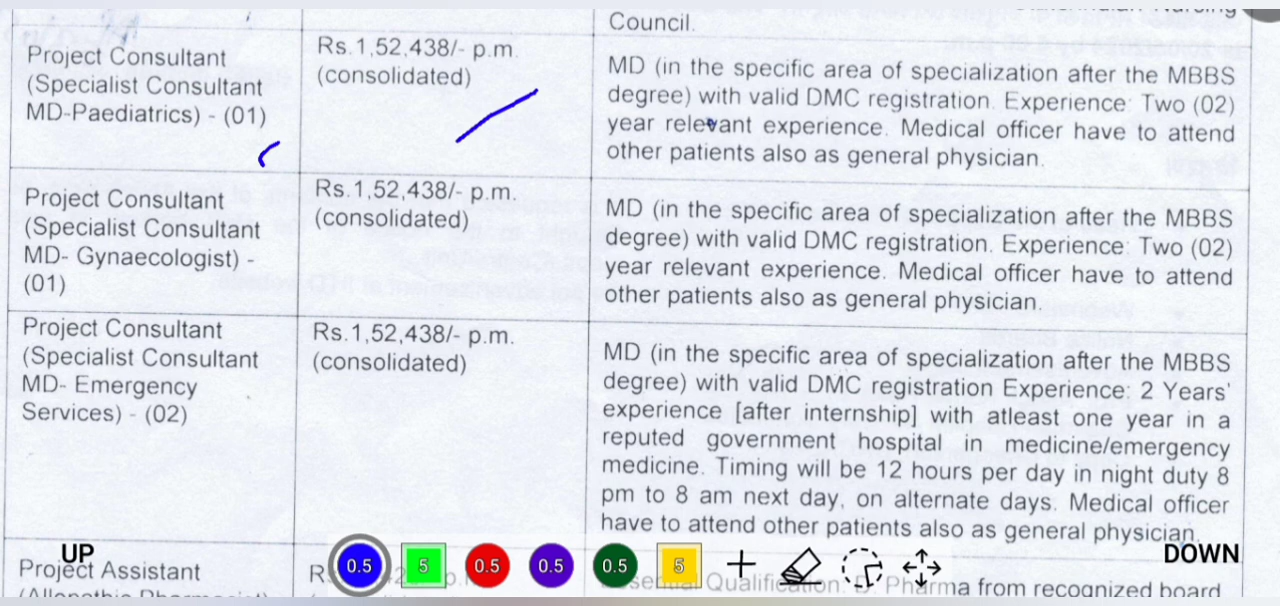 Council.
Project Consultant
(Specialist Consultant
MD-Paediatrics) - (01)
Rs.1,52,438/- p.m.
(consolidated)
MD (in the specific area of specialization after the MBBS
degree) with valid DMC registration. Experience: Two (02)
year relevant experience. Medical officer have to attend
other patients also as general physician.
Project Consultant
(Specialist Consultant
MD- Gynaecologist) -
(01)
Rs.1,52,438/- p.m.
(consolidated)
MD (in the specific area of specialization after the MBBS
degree) with valid DMC registration. Experience: Two (02)
year relevant experience. Medical officer have to attend
other patients also as general physician.
Project Consultant
(Specialist Consultant
MD- Emergency
Services) - (02)
Rs.1,52,438/- p.m.
(consolidated)
MD (in the specific area of specialization after the MBBS
degree) with valid DMC registration Experience: 2 Years'
experience [after internship] with atleast one year in a
reputed government hospital in medicine/emergency
medicine. Timing will be 12 hours per day in night duty 8
pm to 8 am next day, on alternate days. Medical officer
have to attend other patients also as general physician.
Project Assistant
(Allopathic Pharmacist)
Qualification: D. Pharma from recognized board
UP
0.5
5
0.5
0.5
0.5
5
DOWN